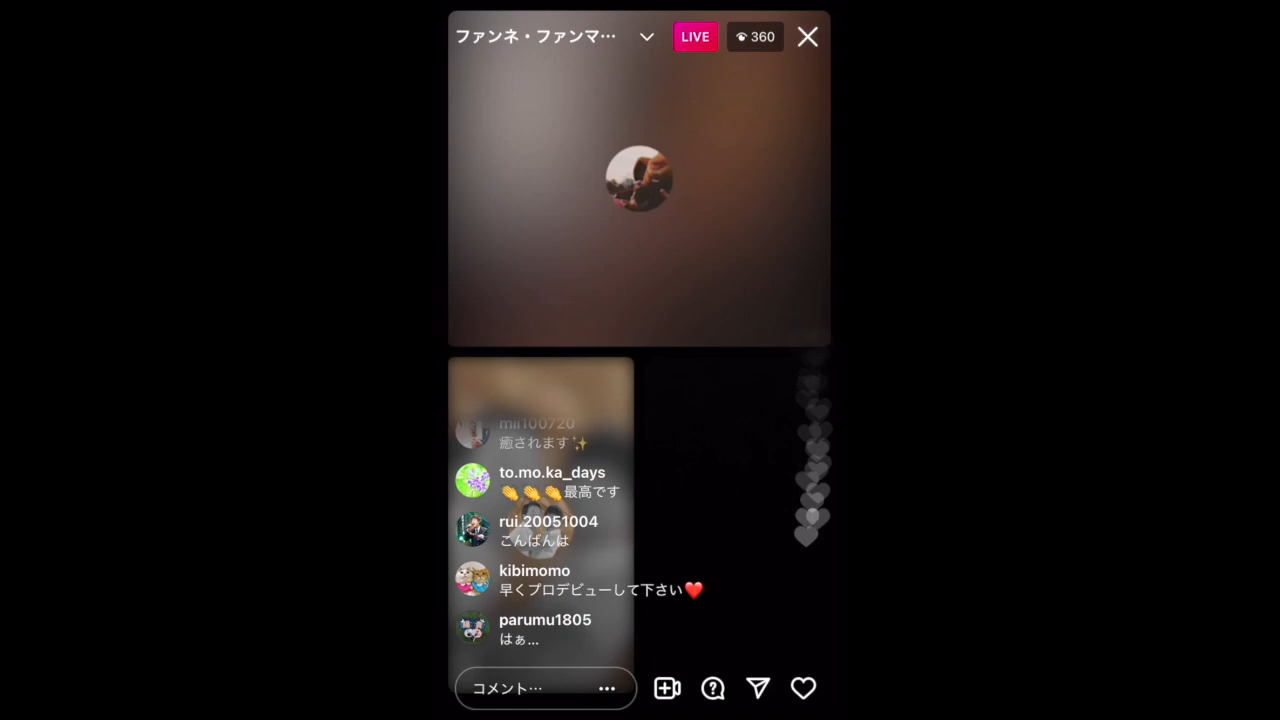 ファンネ・ファンマ…
LIVE
360
mii100720
癒されます✨
to.mo.ka_days
👏👏👏最高です
rui.20051004
こんばんは
kibimomo
早くプロデビューして下さい❤️
parumu1805
はぁ...
コメント…